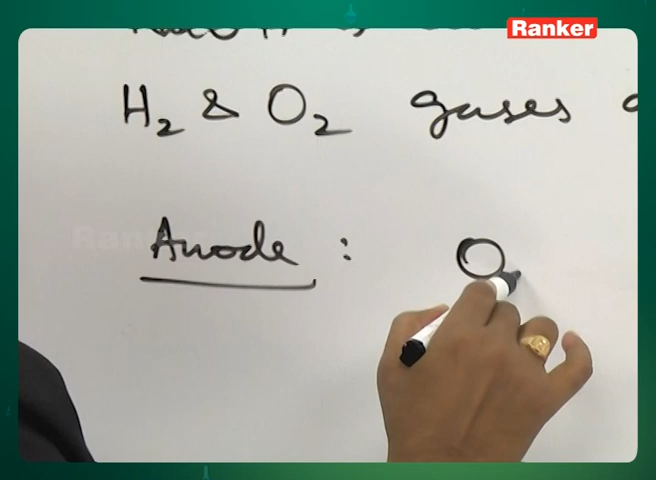 Ranker
H₂ & O₂ gases
Anode : O